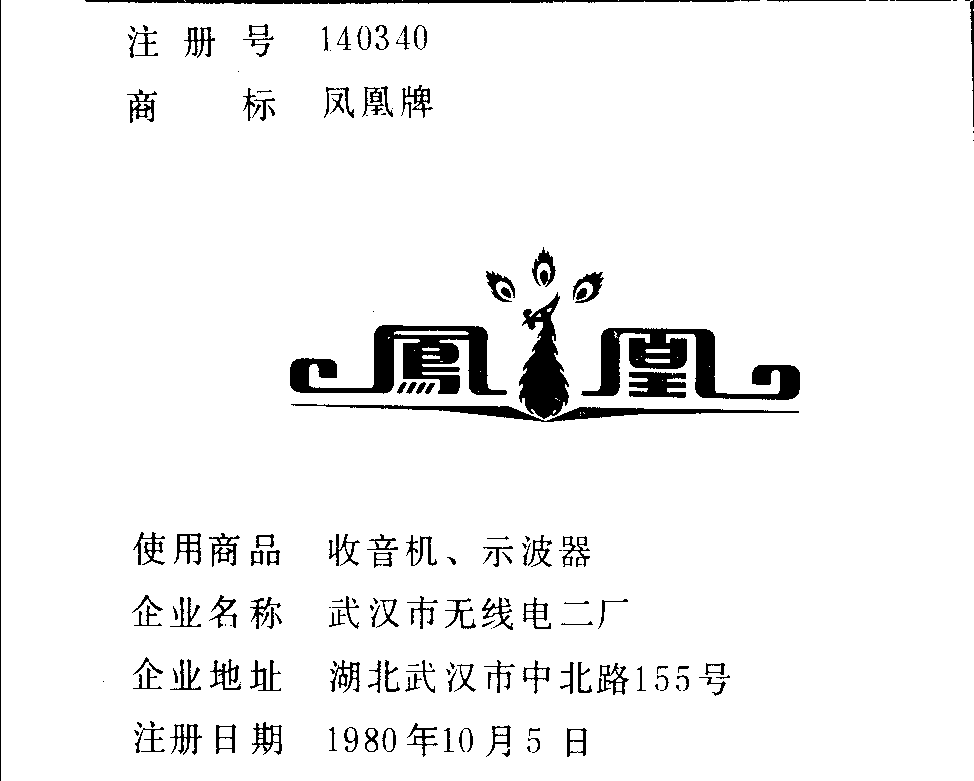 注册号 140340
商标 凤凰牌
鳳凰
使用商品 收音机、示波器
企业名称 武汉市无线电二厂
企业地址 湖北武汉市中北路155号
注册日期 1980年10月5日